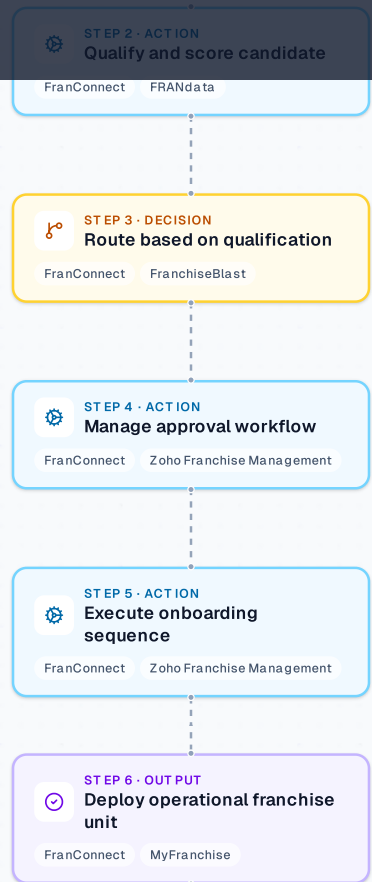 STEP 2 · ACTION
Qualify and score candidate
FranConnect FRANdata
STEP 3 · DECISION
Route based on qualification
FranConnect FranchiseBlast
STEP 4 · ACTION
Manage approval workflow
FranConnect Zoho Franchise Management
STEP 5 · ACTION
Execute onboarding
sequence
FranConnect Zoho Franchise Management
STEP 6 · OUTPUT
Deploy operational franchise
unit
FranConnect MyFranchise